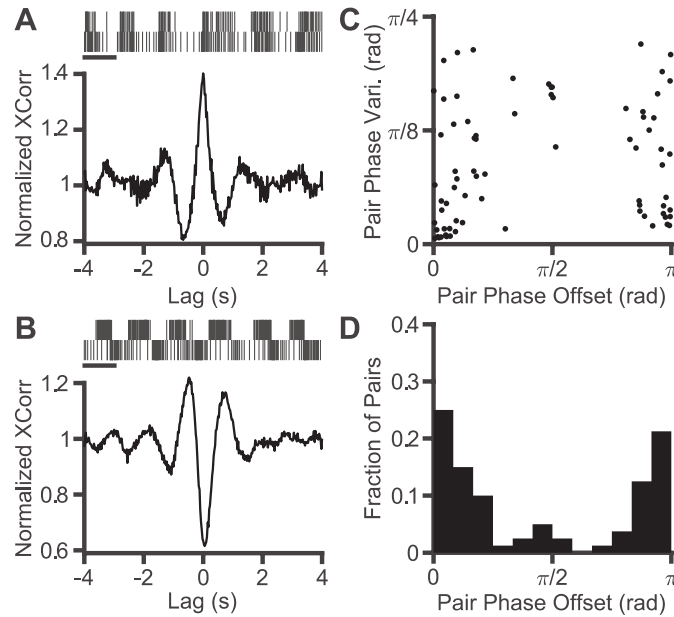 A
Normalized XCorr
1.4
1.2
1
0.8
-4 -2 0 2 4
Lag (s)
C
Pair Phase Vari. (rad)
π/4
π/8
0
0 π/2 π
Pair Phase Offset (rad)
B
Normalized XCorr
1.2
1
0.8
0.6
-4 -2 0 2 4
Lag (s)
D
Fraction of Pairs
0.4
0.3
0.2
0.1
0
0 π/2 π
Pair Phase Offset (rad)